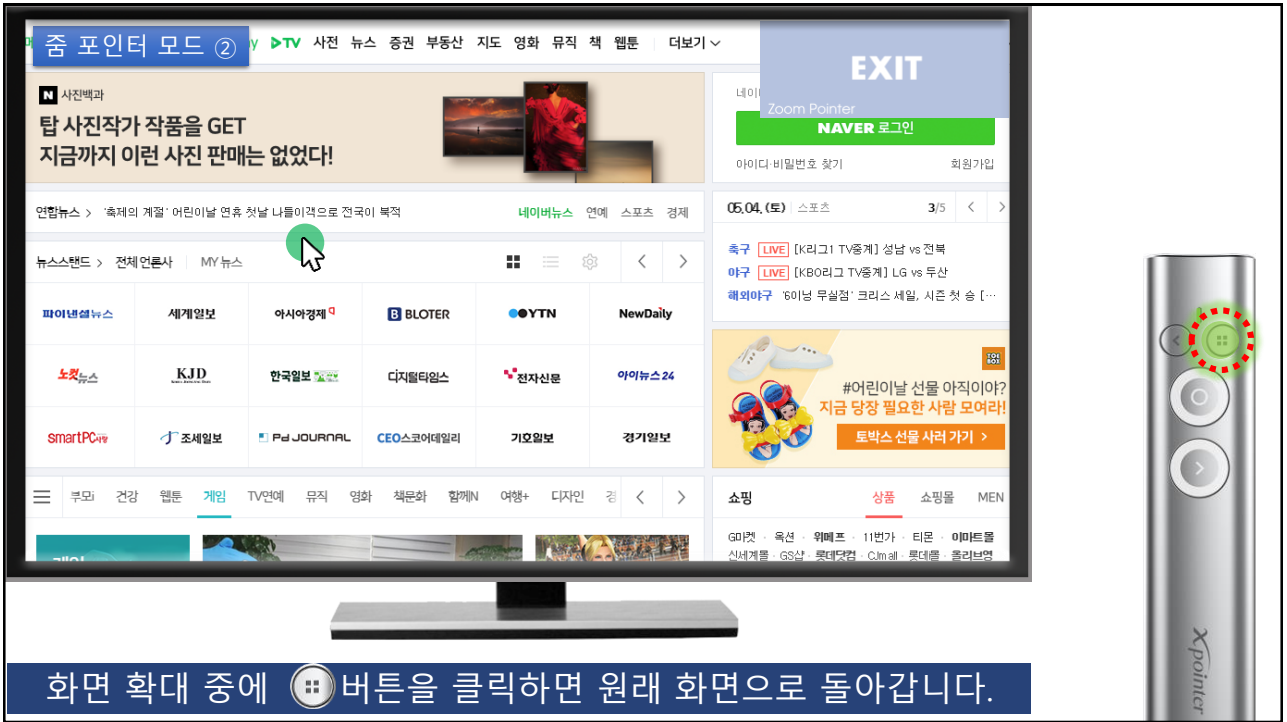 줌 포인터 모드 ②
y TV 사전 뉴스 증권 부동산 지도 영화 뮤직 책 웹툰 더보기
EXIT
Zoom Pointer
N 사진백과
탑 사진작가 작품을 GET
지금까지 이런 사진 판매는 없었다!
네이
NAVER 로그인
아이디·비밀번호 찾기 회원가입
연합뉴스 > '축제의 계절' 어린이날 연휴 첫날 나들이객으로 전국이 북적
네이버뉴스 연예 스포츠 경제
05.04.(토) 스포츠 3/5 < >
축구 LIVE [K리그1 TV중계] 성남 vs 전북
야구 LIVE [KBO리그 TV중계] LG vs 두산
해외야구 '6이닝 무실점' 크리스 세일, 시즌 첫 승 […
뉴스스탠드 > 전체언론사 MY뉴스 < >
파이낸셜뉴스 세계일보 아시아경제 B BLOTER YTN NewDaily
노컷뉴스 KJD 한국일보 디지털타임스 전자신문 아이뉴스24
smartPC사랑 조세일보 Pd JOURNAL CEO스코어데일리 기호일보 경기일보
#어린이날 선물 아직이야?
지금 당장 필요한 사람 모여라!
토박스 선물 사러 가기 >
부모i 건강 웹툰 게임 TV연예 뮤직 영화 책문화 함께N 여행+ 디자인 < >
쇼핑 상품 쇼핑몰 MEN
G마켓 · 옥션 · 위메프 · 11번가 · 티몬 · 이마트몰
신세계몰 · GS샵 · 롯데닷컴 · CJmall · 롯데i몰 · 올리브영
게임
Xpointer
화면 확대 중에 버튼을 클릭하면 원래 화면으로 돌아갑니다.